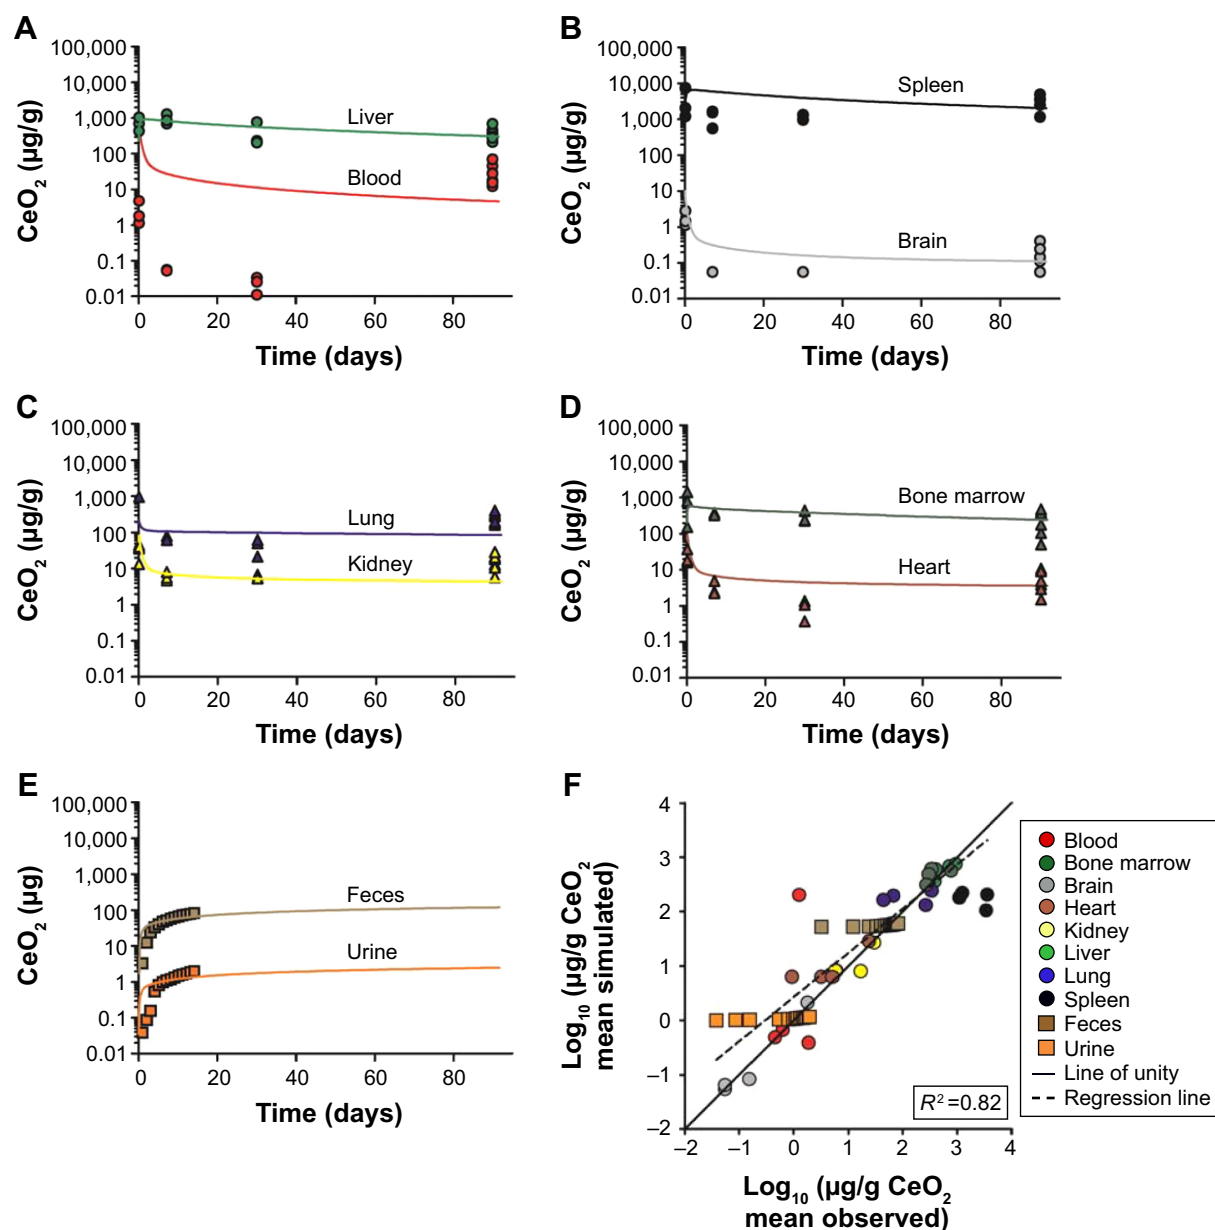 A
CeO2 (µg/g)
100,000
10,000
1,000
100
10
1
0.1
0.01
Liver
Blood
0 20 40 60 80
Time (days)
B
CeO2 (µg/g)
100,000
10,000
1,000
100
10
1
0.1
0.01
Spleen
Brain
0 20 40 60 80
Time (days)
C
CeO2 (µg/g)
100,000
10,000
1,000
100
10
1
0.1
0.01
Lung
Kidney
0 20 40 60 80
Time (days)
D
CeO2 (µg/g)
100,000
10,000
1,000
100
10
1
0.1
0.01
Bone marrow
Heart
0 20 40 60 80
Time (days)
E
CeO2 (µg)
100,000
10,000
1,000
100
10
1
0.1
0.01
Feces
Urine
0 20 40 60 80
Time (days)
F
Log10 (µg/g CeO2
mean simulated)
4
3
2
1
0
–1
–2
R2=0.82
–2 –1 0 1 2 3 4
Log10 (µg/g CeO2
mean observed)
Blood
Bone marrow
Brain
Heart
Kidney
Liver
Lung
Spleen
Feces
Urine
Line of unity
Regression line